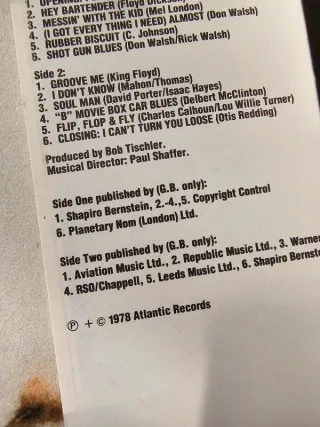 1. OPENING:
2. HEY BARTENDER (Floyd Dickson)
3. MESSIN' WITH THE KID (Mel London)
4. (I GOT EVERY THING I NEED) ALMOST (Don Walsh)
5. RUBBER BISCUIT (C. Johnson)
6. SHOT GUN BLUES (Don Walsh/Rick Walsh)
Side 2:
1. GROOVE ME (King Floyd)
2. I DON'T KNOW (Mahon/Thomas)
3. SOUL MAN (David Porter/Isaac Hayes)
4. "B" MOVIE BOX CAR BLUES (Delbert McClinton)
5. FLIP, FLOP & FLY (Charles Calhoun/Lou Willie Turner)
6. CLOSING: I CAN'T TURN YOU LOOSE (Otis Redding)
Produced by Bob Tischler.
Musical Director: Paul Shaffer.
Side One published by (G.B. only):
1. Shapiro Bernstein, 2.-4.,5. Copyright Control
6. Planetary Nom (London) Ltd.
Side Two published by (G.B. only):
1. Aviation Music Ltd., 2. Republic Music Ltd., 3. Warner
4. RSO/Chappell, 5. Leeds Music Ltd., 6. Shapiro Bernste
℗ + © 1978 Atlantic Records